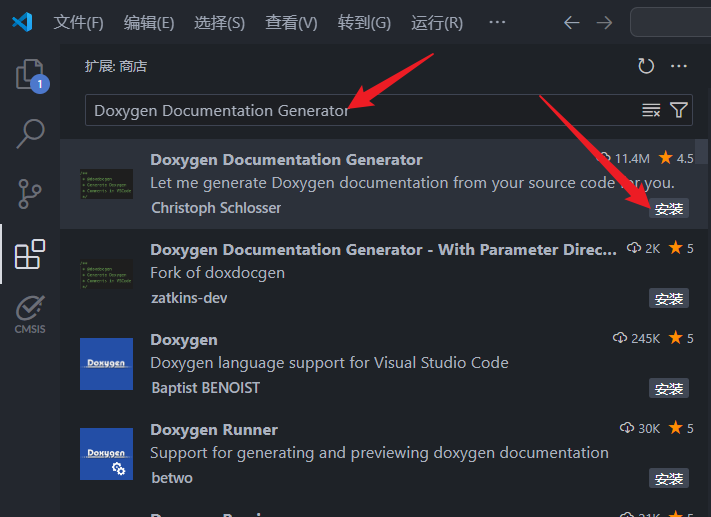 文件(F) 编辑(E) 选择(S) 查看(V) 转到(G) 运行(R) ···
扩展: 商店
1
Doxygen Documentation Generator
Doxygen Documentation Generator 11.4M 4.5
Let me generate Doxygen documentation from your source code for you.
Christoph Schlosser 安装
Doxygen Documentation Generator - With Parameter Direc... 2K 5
Fork of doxdocgen
zatkins-dev 安装
CMSIS
Doxygen 245K 5
Doxygen language support for Visual Studio Code
Baptist BENOIST 安装
Doxygen Runner 30K 5
Support for generating and previewing doxygen documentation
betwo 安装